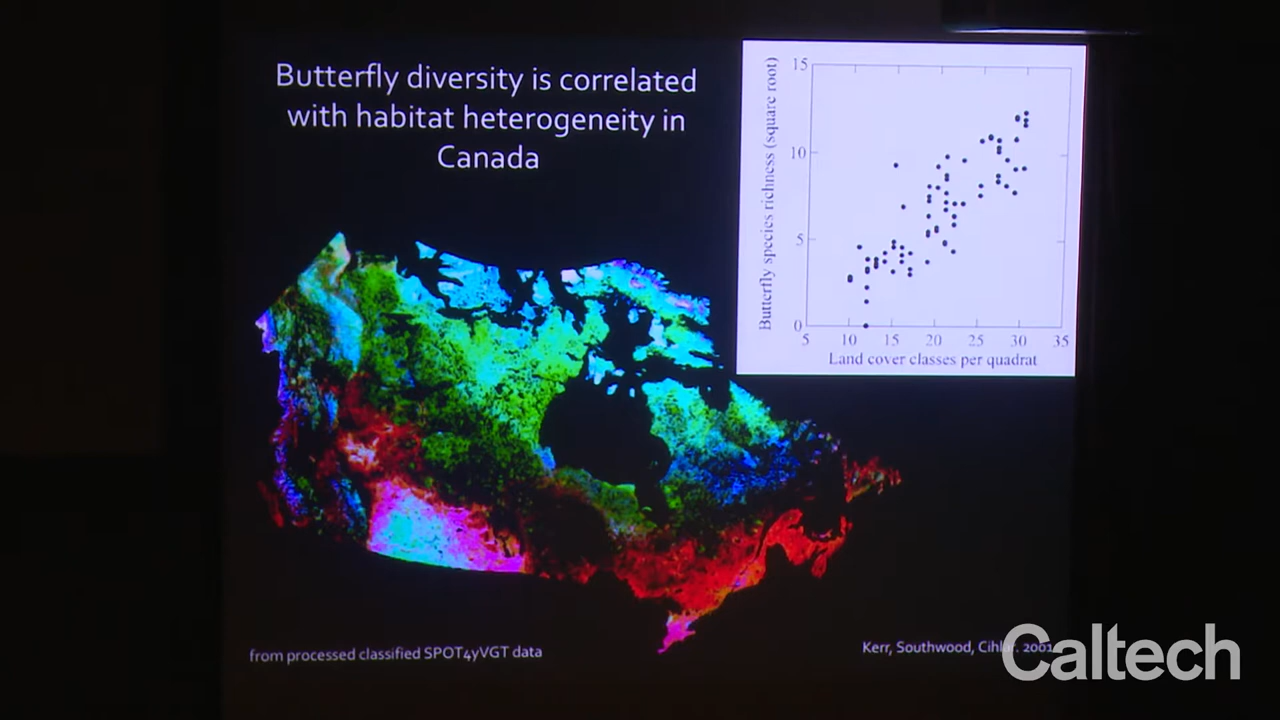 Butterfly diversity is correlated
with habitat heterogeneity in
Canada
Butterfly species richness (square root)
15
10
5
0
5 10 15 20 25 30 35
Land cover classes per quadrat
from processed classified SPOT4yVGT data
Kerr, Southwood, Cihlar. 2001
Caltech